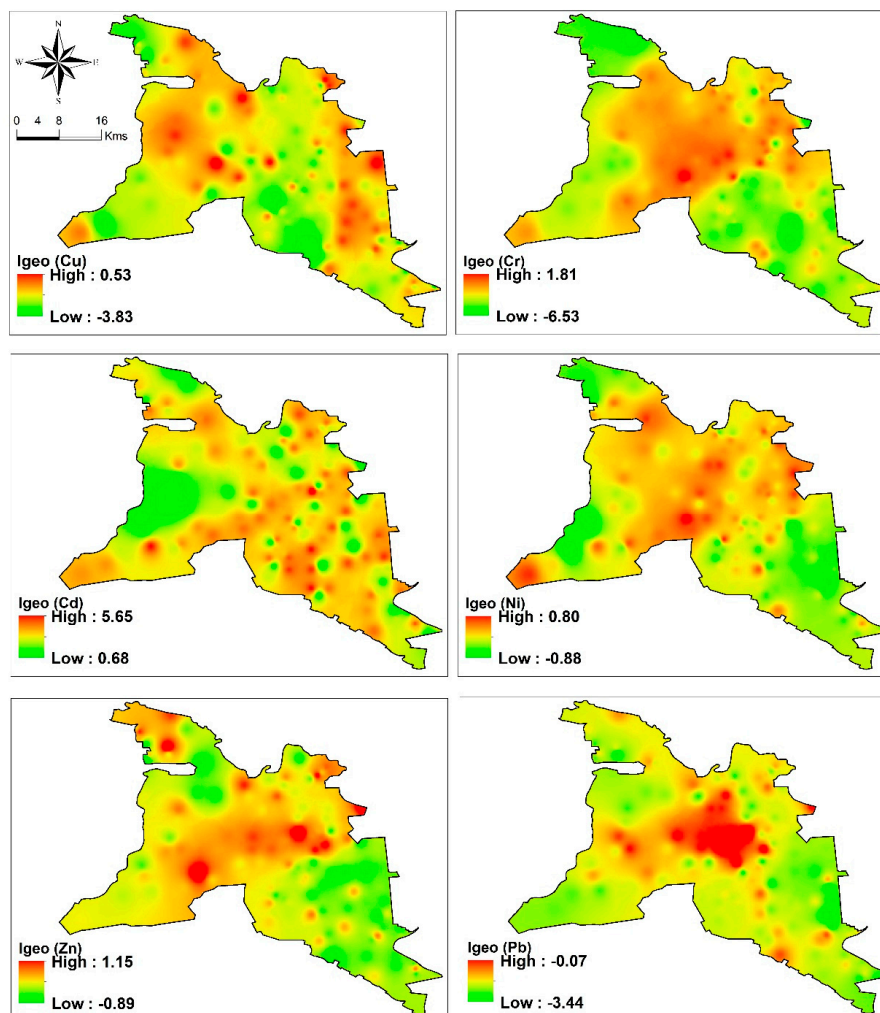 N
W E
S
0 4 8 16
Kms
Igeo (Cu)
High : 0.53
Low : -3.83
Igeo (Cr)
High : 1.81
Low : -6.53
Igeo (Cd)
High : 5.65
Low : 0.68
Igeo (Ni)
High : 0.80
Low : -0.88
Igeo (Zn)
High : 1.15
Low : -0.89
Igeo (Pb)
High : -0.07
Low : -3.44